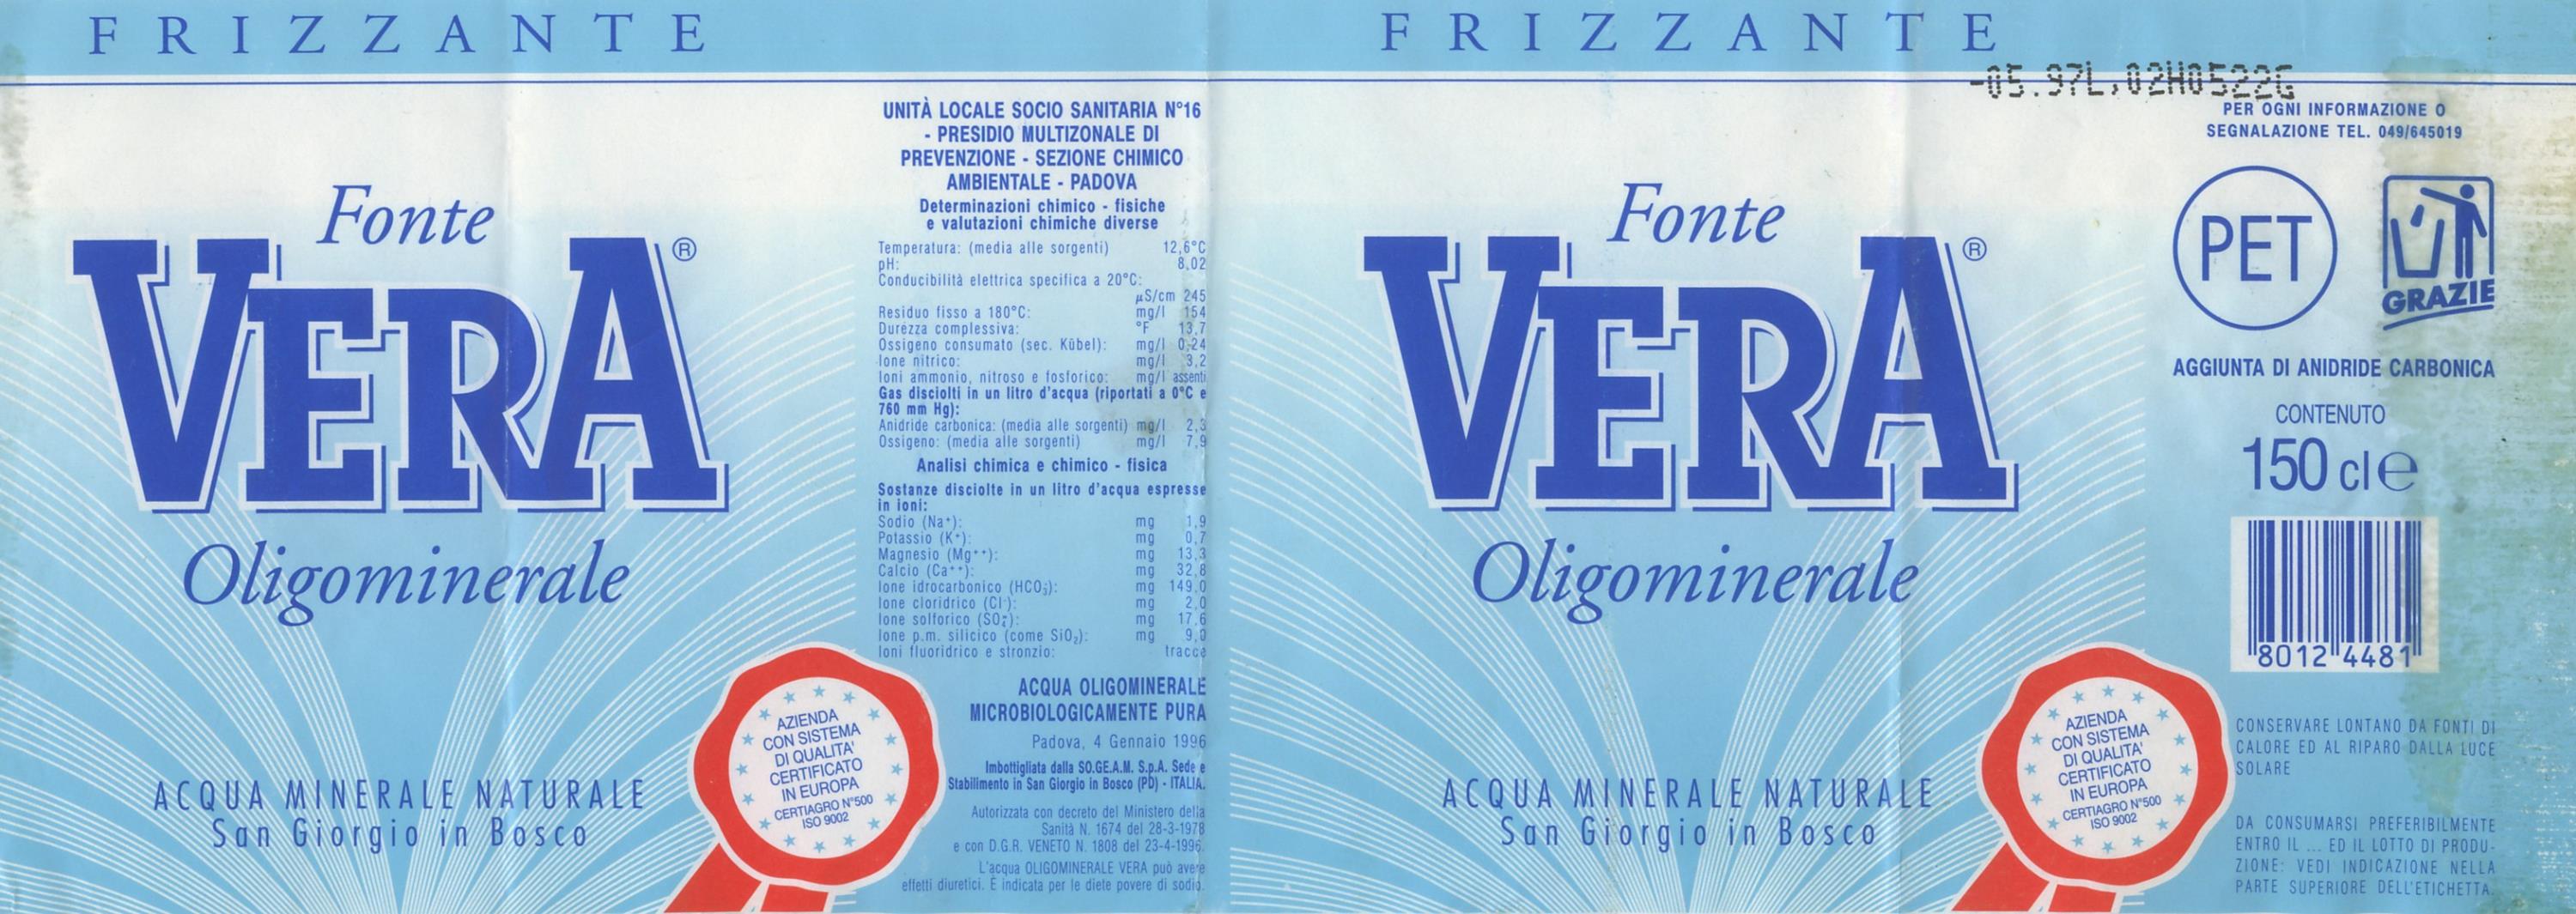 FRIZZANTE
Fonte
VERA®
Oligominerale
ACQUA MINERALE NATURALE
San Giorgio in Bosco
AZIENDA
CON SISTEMA
DI QUALITA'
CERTIFICATO
IN EUROPA
CERTIAGRO N°500
ISO 9002
UNITÀ LOCALE SOCIO SANITARIA N°16
- PRESIDIO MULTIZONALE DI
PREVENZIONE - SEZIONE CHIMICO
AMBIENTALE - PADOVA
Determinazioni chimico - fisiche
e valutazioni chimiche diverse
Temperatura: (media alle sorgenti) 12,6°C
pH: 8,02
Conducibilità elettrica specifica a 20°C:
µS/cm 245
Residuo fisso a 180°C: mg/l 154
Durezza complessiva: °F 13,7
Ossigeno consumato (sec. Kübel): mg/l 0,24
Ione nitrico: mg/l 3,2
Ioni ammonio, nitroso e fosforico: mg/l assenti
Gas disciolti in un litro d'acqua (riportati a 0°C e
760 mm Hg):
Anidride carbonica: (media alle sorgenti) mg/l 2,3
Ossigeno: (media alle sorgenti) mg/l 7,9
Analisi chimica e chimico - fisica
Sostanze disciolte in un litro d'acqua espresse
in ioni:
Sodio (Na⁺): mg 1,9
Potassio (K⁺): mg 0,7
Magnesio (Mg⁺⁺): mg 13,3
Calcio (Ca⁺⁺): mg 32,8
Ione idrocarbonico (HCO₃⁻): mg 149,0
Ione cloridrico (Cl⁻): mg 2,0
Ione solforico (SO₄⁻): mg 17,6
Ione p.m. silicico (come SiO₂): mg 9,0
Ioni fluoridrico e stronzio: tracce
ACQUA OLIGOMINERALE
MICROBIOLOGICAMENTE PURA
Padova, 4 Gennaio 1996
Imbottigliata dalla SO.GE.A.M. S.p.A. Sede e
Stabilimento in San Giorgio in Bosco (PD) - ITALIA.
Autorizzata con decreto del Ministero della
Sanità N. 1674 del 28-3-1978
e con D.G.R. VENETO N. 1808 del 23-4-1996.
L'acqua OLIGOMINERALE VERA può avere
effetti diuretici. È indicata per le diete povere di sodio.
FRIZZANTE
Fonte
VERA®
Oligominerale
ACQUA MINERALE NATURALE
San Giorgio in Bosco
AZIENDA
CON SISTEMA
DI QUALITA'
CERTIFICATO
IN EUROPA
CERTIAGRO N°500
ISO 9002
-05.97L,02H0522G
PER OGNI INFORMAZIONE O
SEGNALAZIONE TEL. 049/645019
PET
GRAZIE
AGGIUNTA DI ANIDRIDE CARBONICA
CONTENUTO
150 cl e
80124481
CONSERVARE LONTANO DA FONTI DI
CALORE ED AL RIPARO DALLA LUCE
SOLARE
DA CONSUMARSI PREFERIBILMENTE
ENTRO IL ... ED IL LOTTO DI PRODU-
ZIONE: VEDI INDICAZIONE NELLA
PARTE SUPERIORE DELL'ETICHETTA.